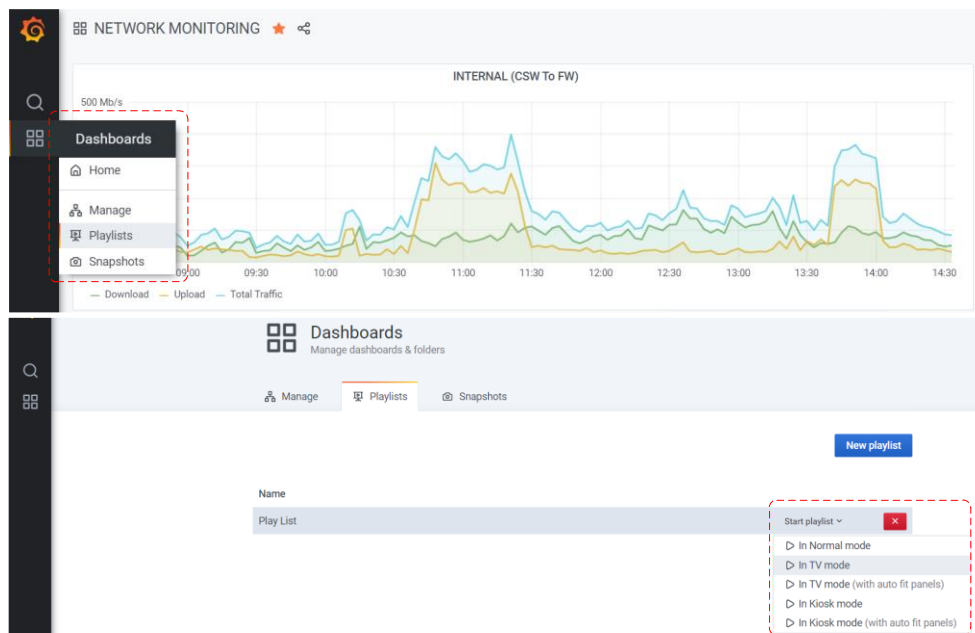 NETWORK MONITORING
INTERNAL (CSW To FW)
500 Mb/s
Dashboards
Home
Manage
Playlists
Snapshots
09:00 09:30 10:00 10:30 11:00 11:30 12:00 12:30 13:00 13:30 14:00 14:30
Download Upload Total Traffic
Dashboards
Manage dashboards & folders
Manage Playlists Snapshots
New playlist
Name
Play List Start playlist
In Normal mode
In TV mode
In TV mode (with auto fit panels)
In Kiosk mode
In Kiosk mode (with auto fit panels)